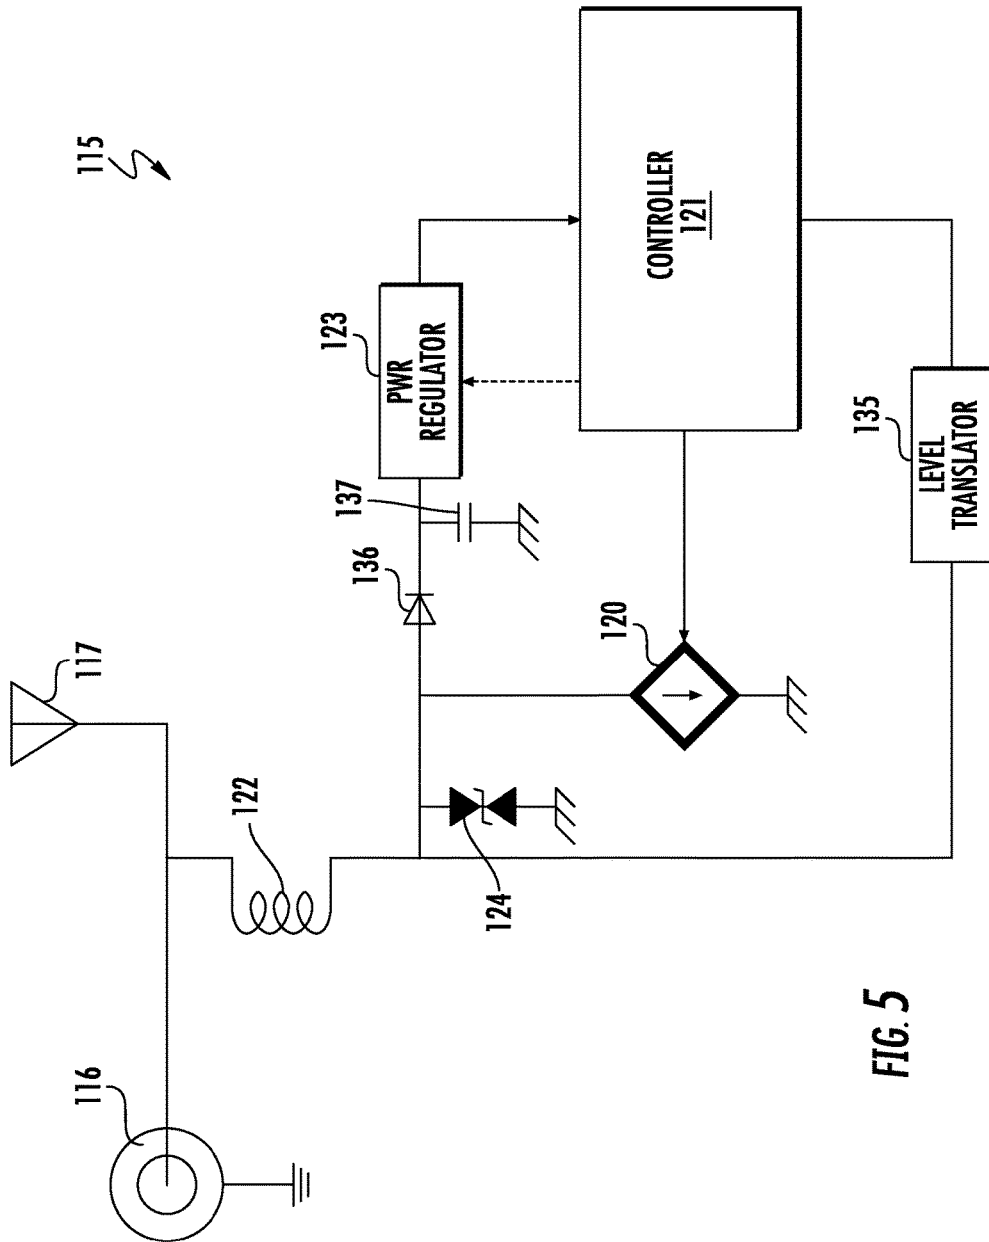 115
117
123
PWR
REGULATOR
CONTROLLER
121
137
136
122
120
135
LEVEL
TRANSLATOR
124
116
FIG. 5